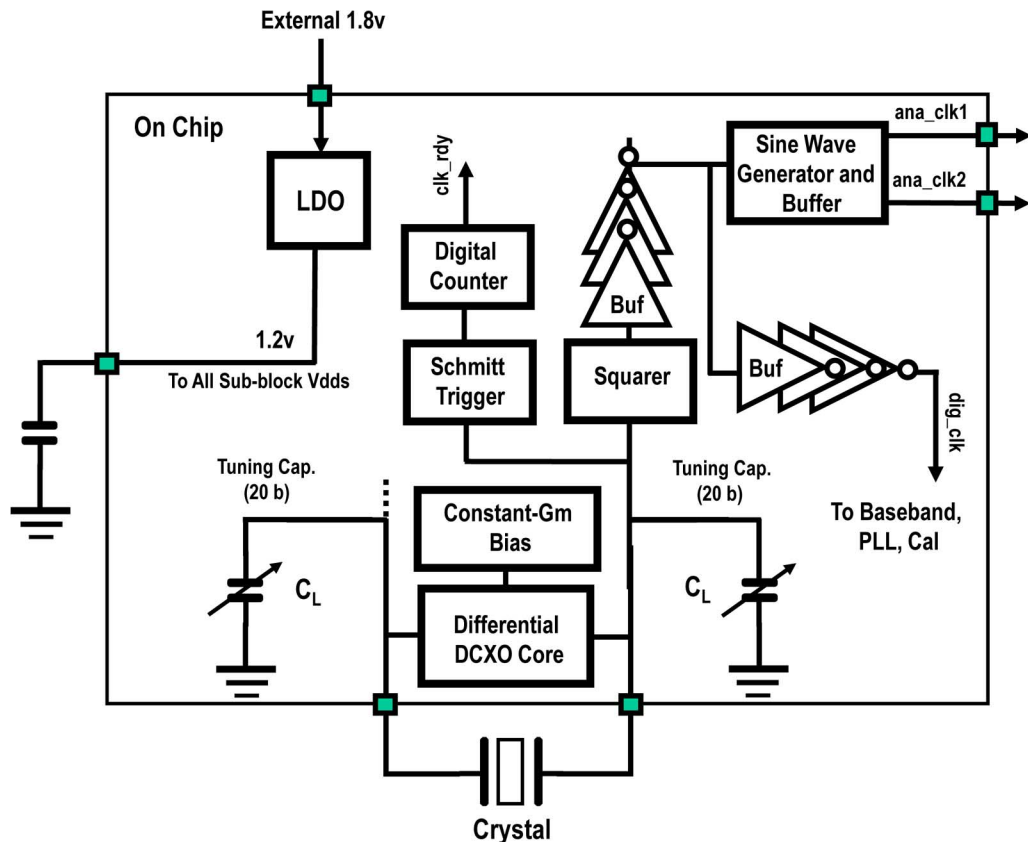 External 1.8v
On Chip
LDO
clk_rdy
Sine Wave
Generator and
Buffer
ana_clk1
ana_clk2
Digital
Counter
Buf
1.2v
To All Sub-block Vdds
Schmitt
Trigger
Squarer
Buf
dig_clk
Tuning Cap.
(20 b)
Constant-Gm
Bias
Tuning Cap.
(20 b)
To Baseband,
PLL, Cal
CL
Differential
DCXO Core
CL
Crystal